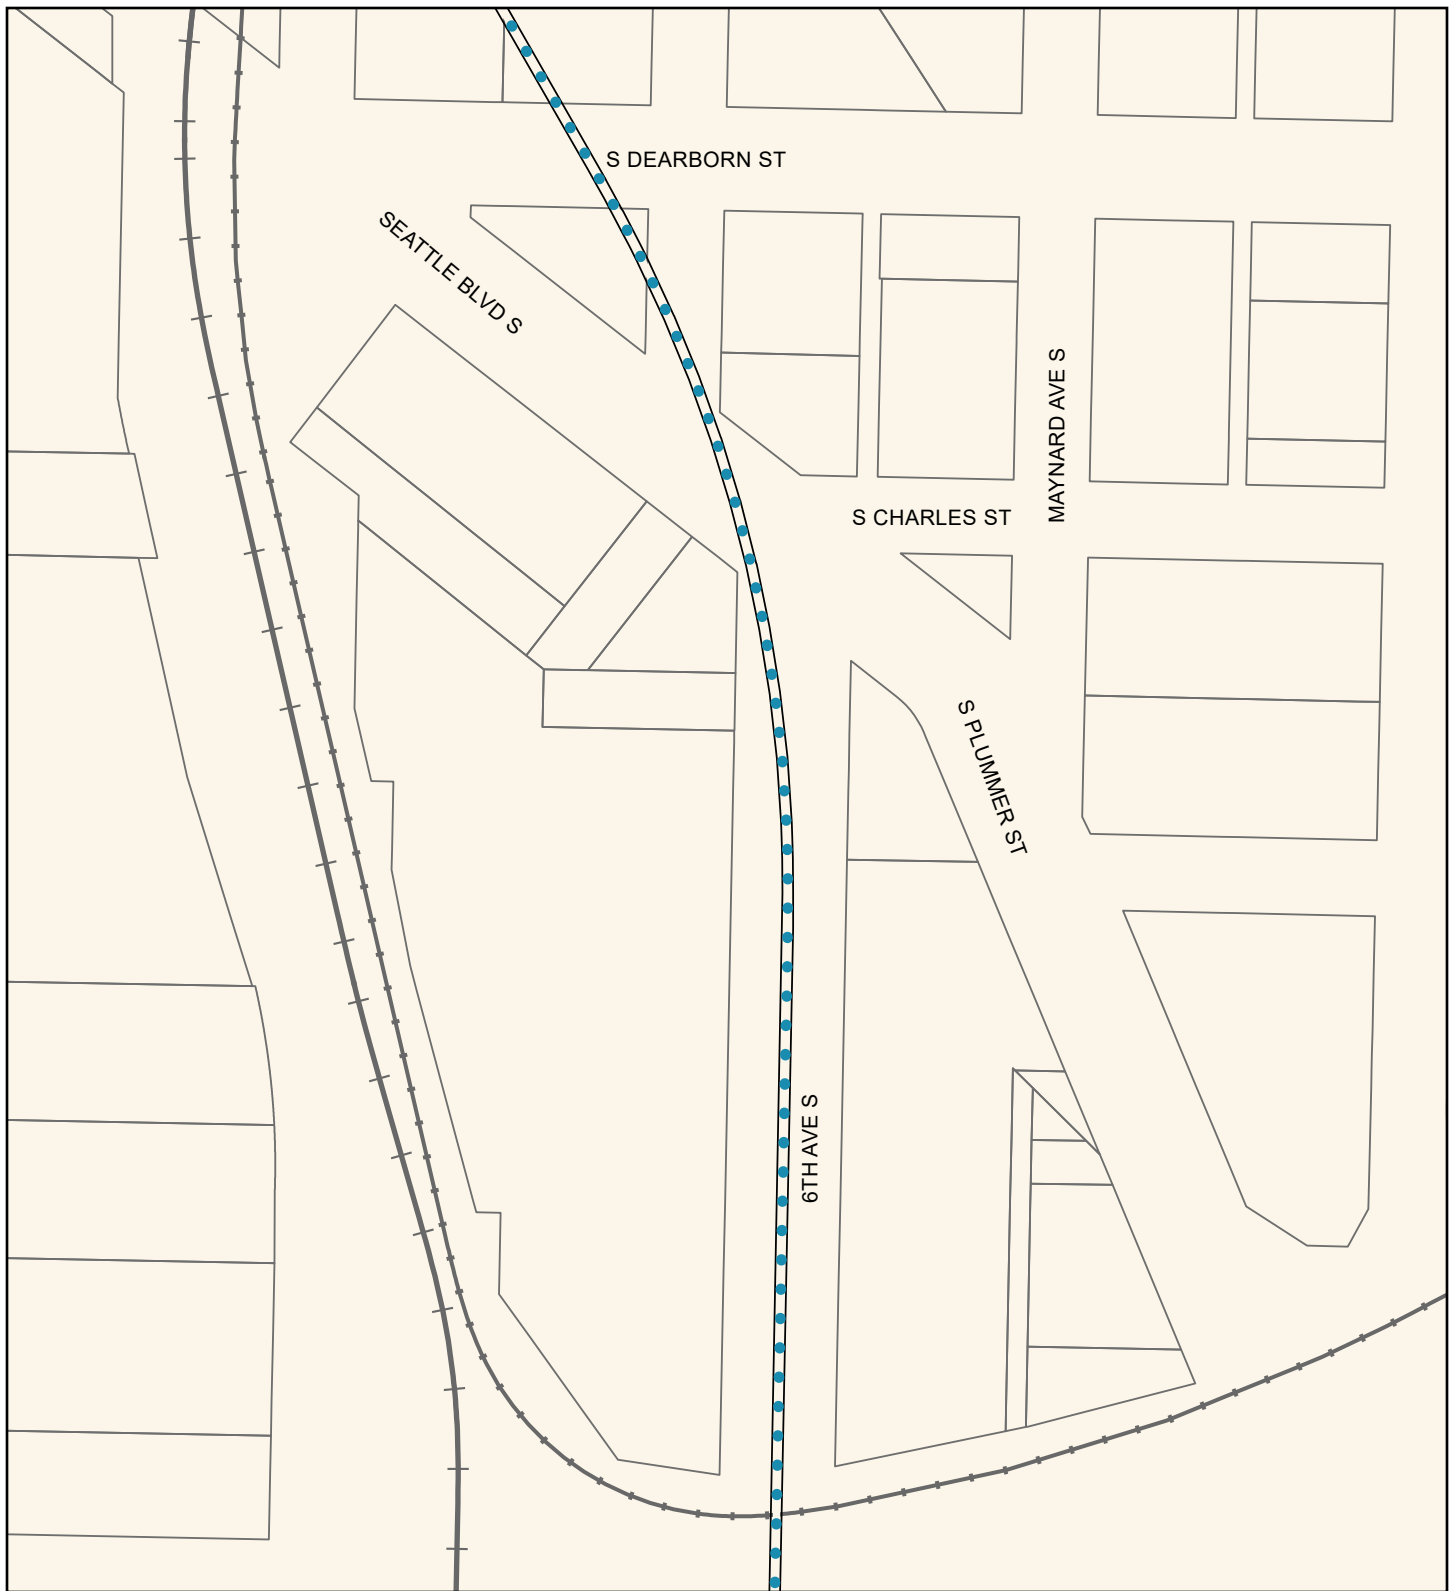 S DEARBORN ST
SEATTLE BLVD S
MAYNARD AVE S
S CHARLES ST
S PLUMMER ST
6TH AVE S